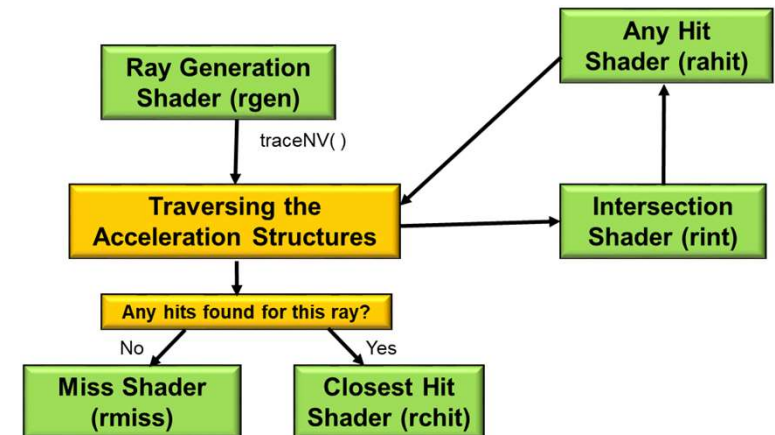 Any Hit
Shader (rahit)
Ray Generation
Shader (rgen)
traceNV( )
Traversing the
Acceleration Structures
Intersection
Shader (rint)
Any hits found for this ray?
No
Yes
Miss Shader
(rmiss)
Closest Hit
Shader (rchit)